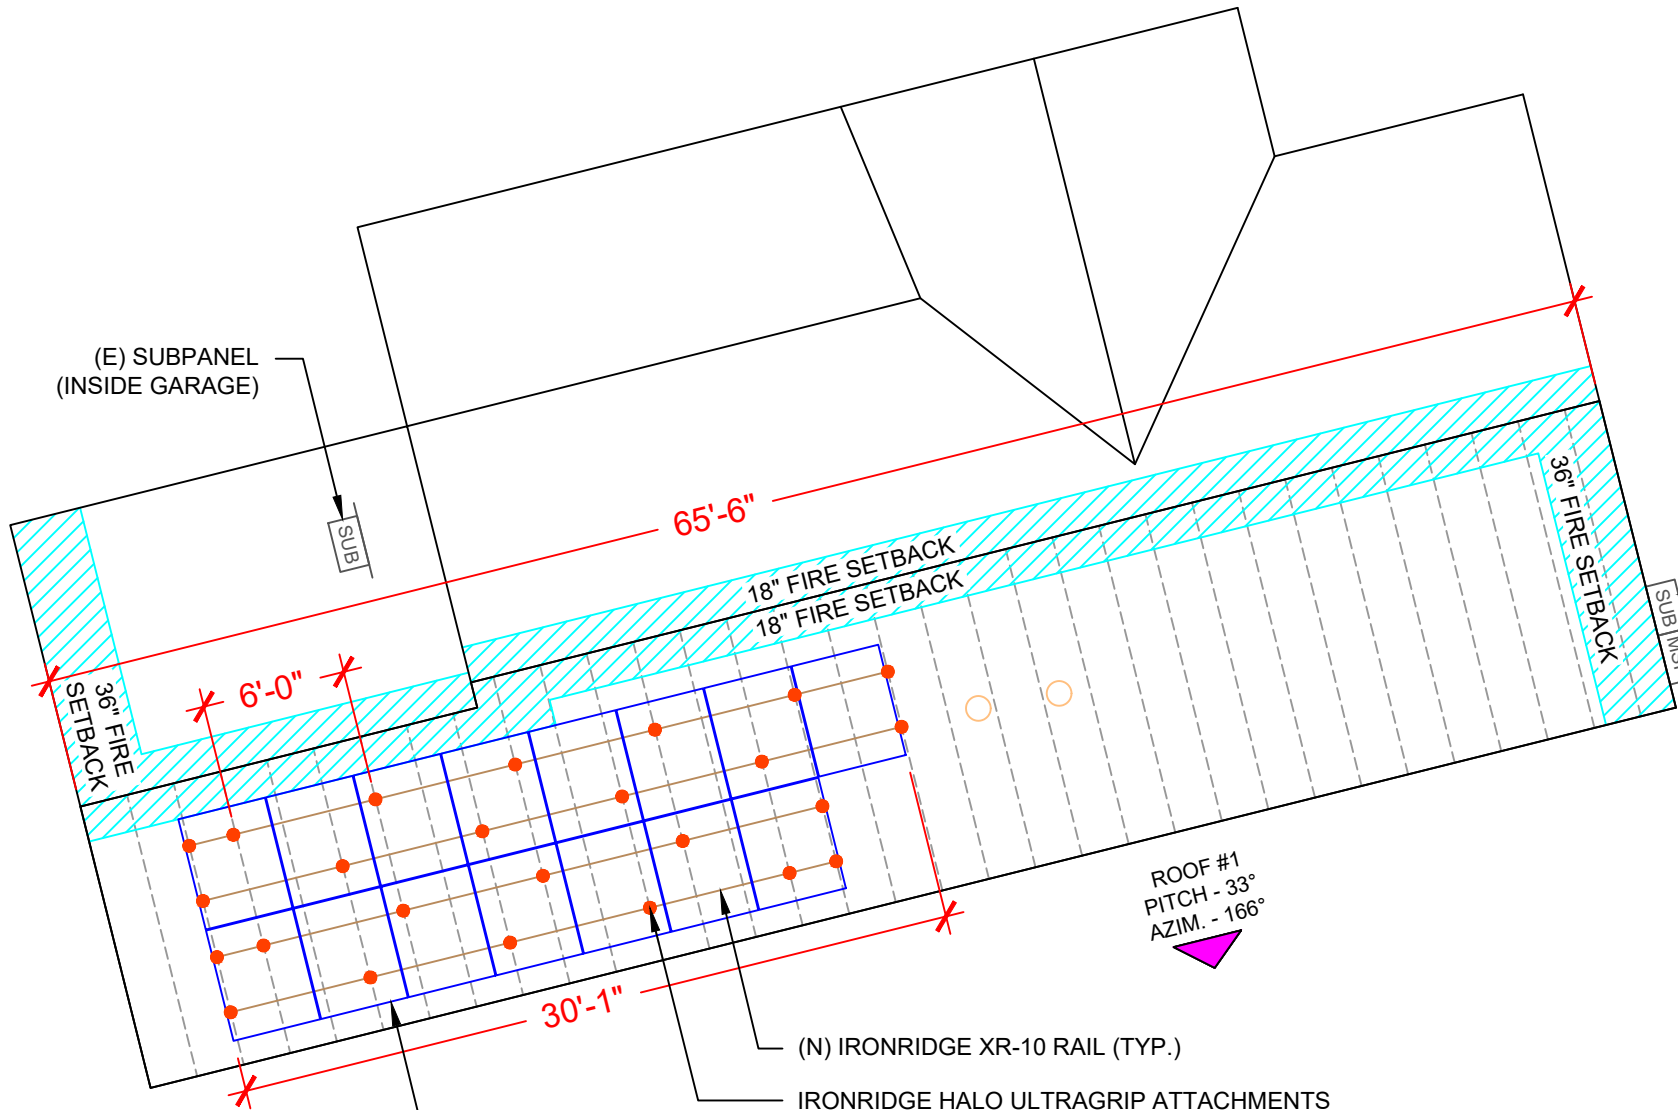 (E) SUBPANEL
(INSIDE GARAGE)
SUB
65'-6"
18" FIRE SETBACK
18" FIRE SETBACK
36" FIRE SETBACK
6'-0"
36" FIRE
SETBACK
SUB
ROOF #1
PITCH - 33°
AZIM. - 166°
30'-1"
(N) IRONRIDGE XR-10 RAIL (TYP.)
IRONRIDGE HALO ULTRAGRIP ATTACHMENTS